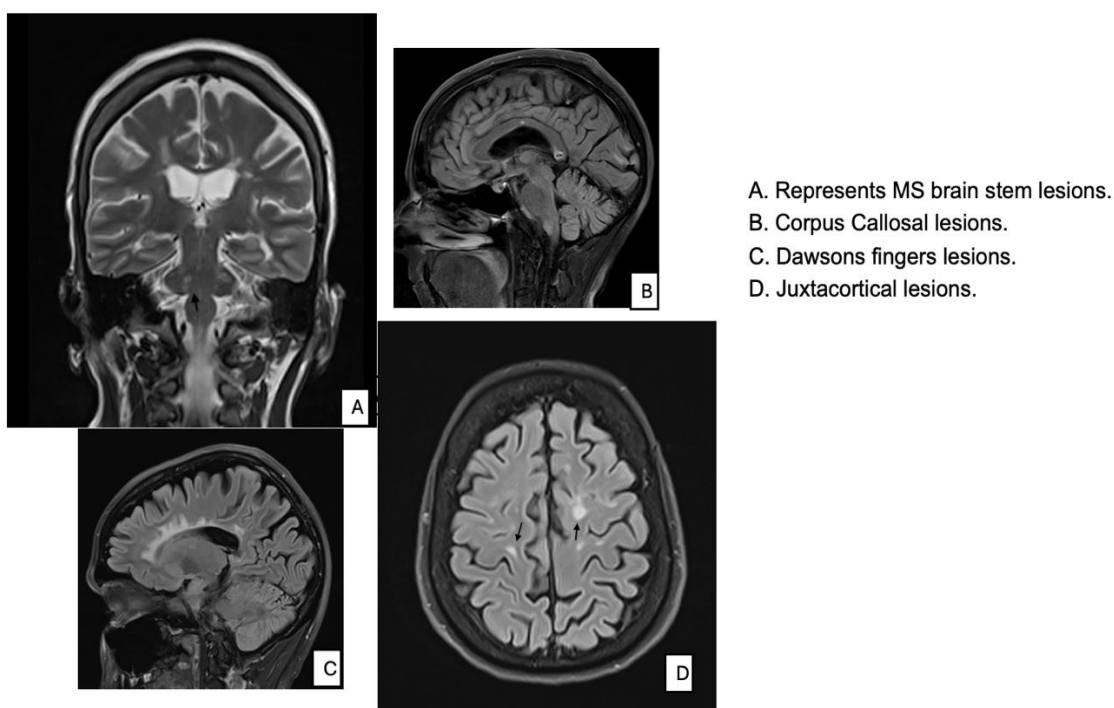 A
B
C
D
A. Represents MS brain stem lesions.
B. Corpus Callosal lesions.
C. Dawsons fingers lesions.
D. Juxtacortical lesions.